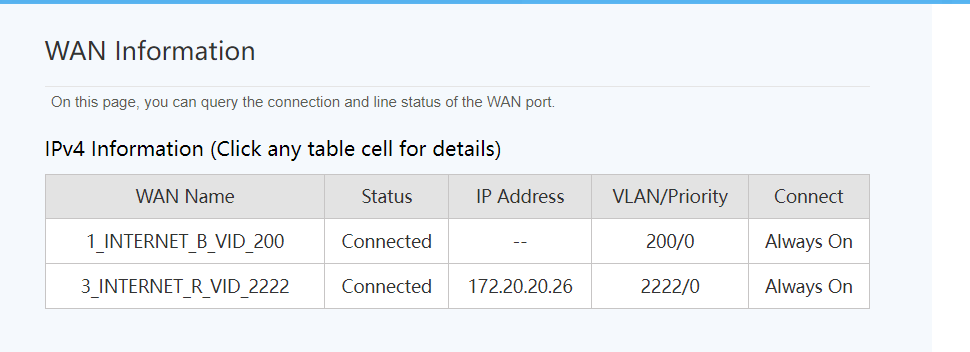 WAN Information
On this page, you can query the connection and line status of the WAN port.
IPv4 Information (Click any table cell for details)
WAN Name Status IP Address VLAN/Priority Connect
1_INTERNET_B_VID_200 Connected -- 200/0 Always On
3_INTERNET_R_VID_2222 Connected 172.20.20.26 2222/0 Always On